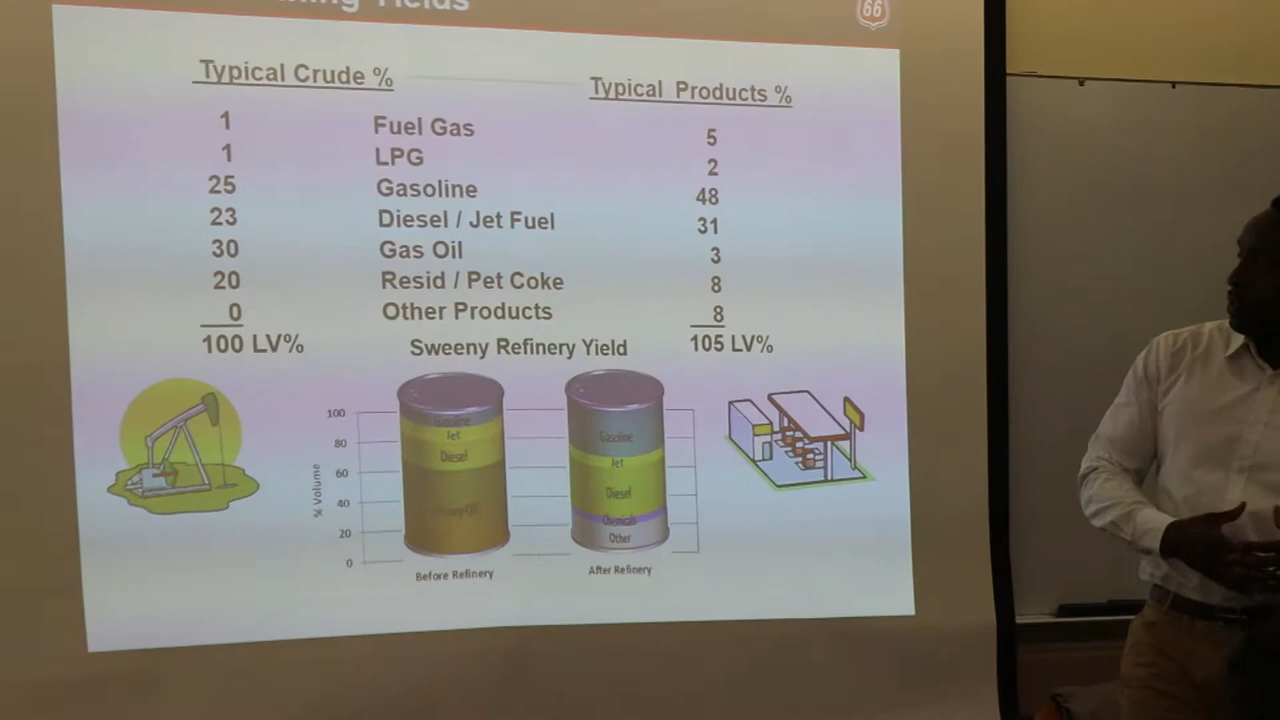 Yields
66
Typical Crude % Typical Products %
1 Fuel Gas 5
1 LPG 2
25 Gasoline 48
23 Diesel / Jet Fuel 31
30 Gas Oil 3
20 Resid / Pet Coke 8
0 Other Products 8
100 LV% 105 LV%
Sweeny Refinery Yield
% Volume
100
80
60
40
20
0
Gasoline
Jet
Diesel
Before Refinery
Gasoline
Jet
Diesel
Chemicals
Other
After Refinery